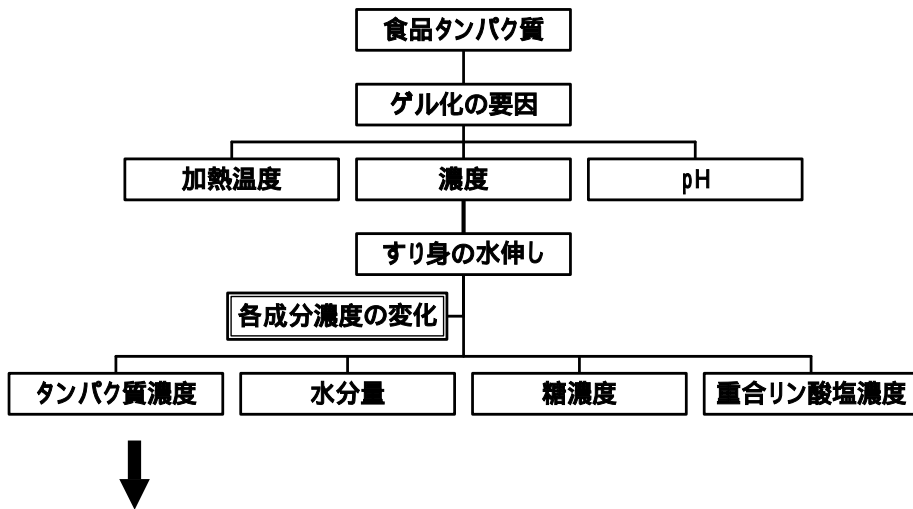 食品タンパク質
ゲル化の要因
加熱温度
濃度
pH
すり身の水伸し
各成分濃度の変化
タンパク質濃度
水分量
糖濃度
重合リン酸塩濃度